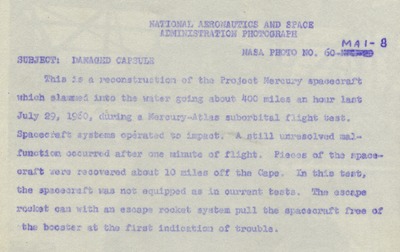 NATIONAL AERONAUTICS AND SPACE
ADMINISTRATION PHOTOGRAPH
MA1-8
NASA PHOTO NO. 60-
SUBJECT: DAMAGED CAPSULE
This is a reconstruction of the Project Mercury spacecraft
which slammed into the water going about 400 miles an hour last
July 29, 1960, during a Mercury-Atlas suborbital flight test.
Spacecraft systems operated to impact. A still unresolved mal-
function occurred after one minute of flight. Pieces of the space-
craft were recovered about 10 miles off the Cape. In this test,
the spacecraft was not equipped as in current tests. The escape
rocket can with an escape rocket system pull the spacecraft free of
the booster at the first indication of trouble.